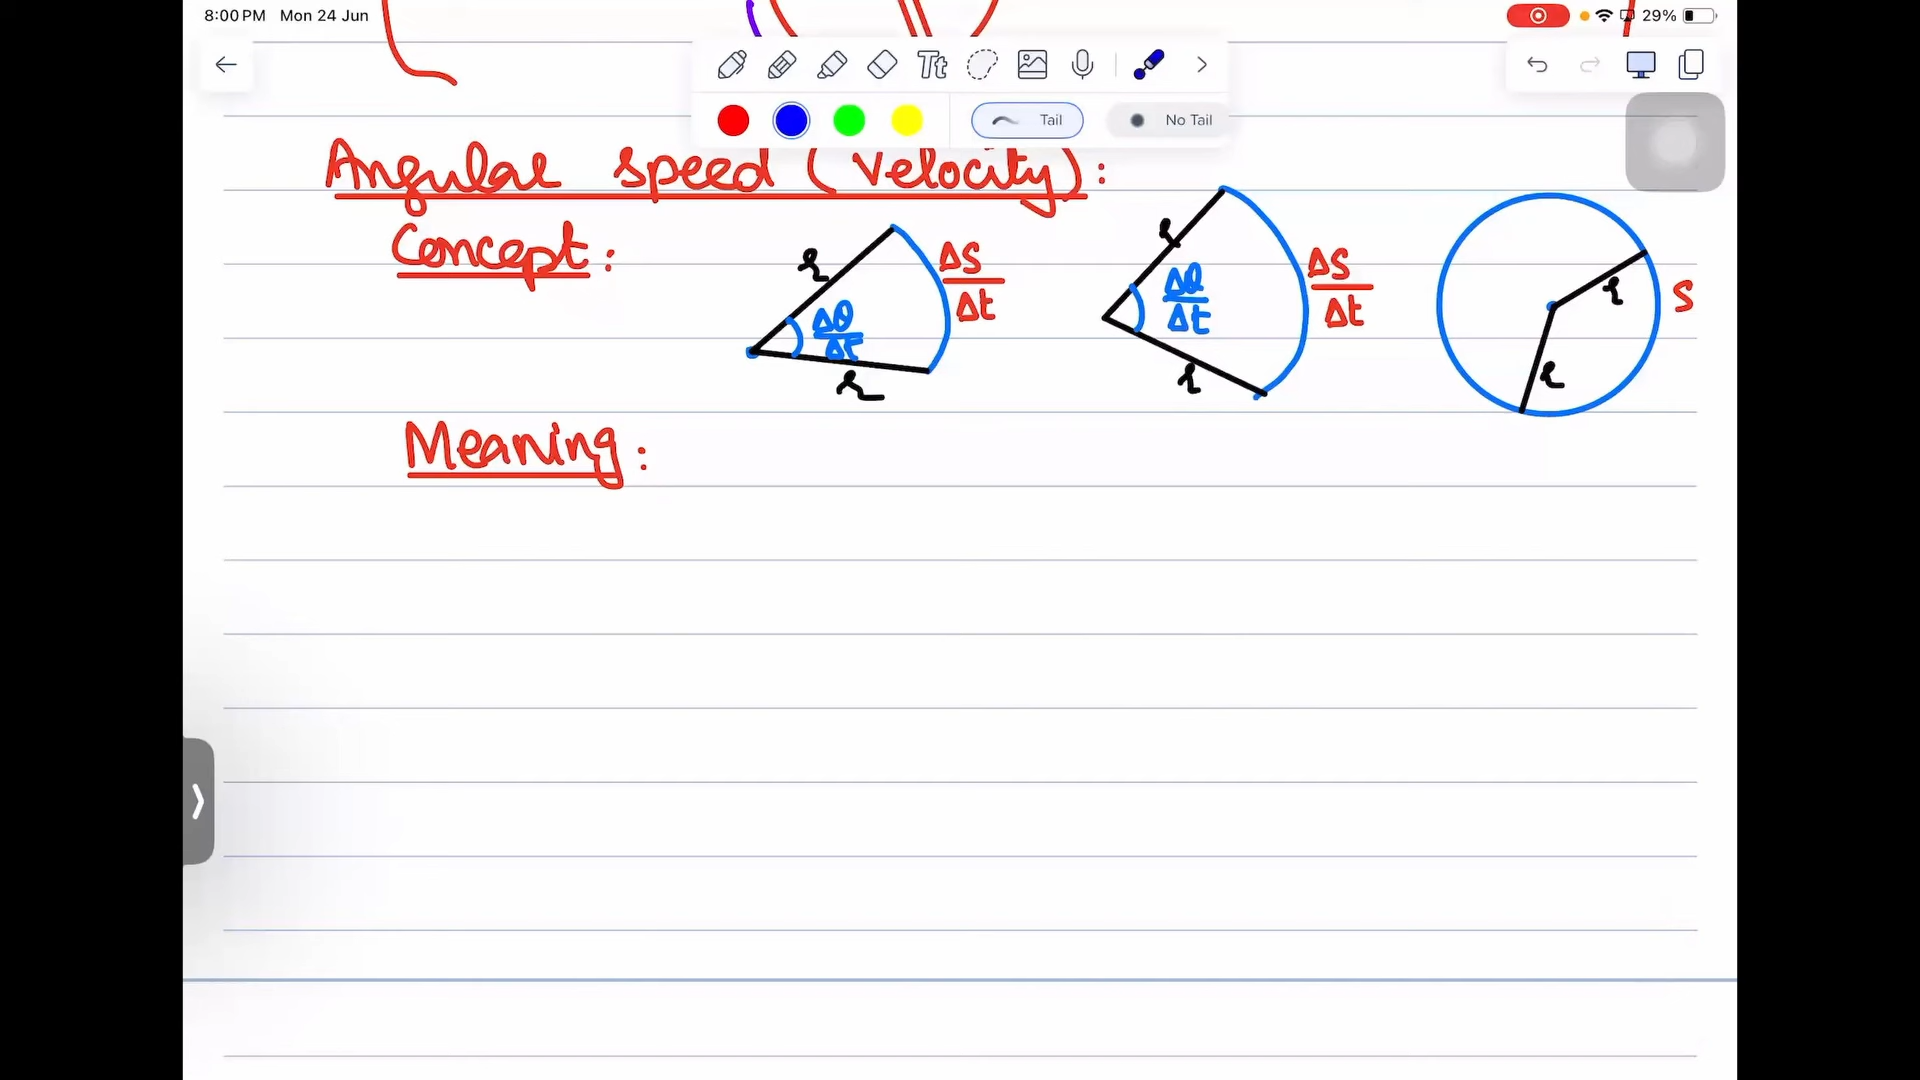 8:00 PM Mon 24 Jun
29%
Tt
Tail
No Tail
Angular speed (Velocity):
Concept:
r
Δθ
Δt
r
ΔS
Δt
r
Δθ
Δt
r
ΔS
Δt
r
r
S
Meaning: